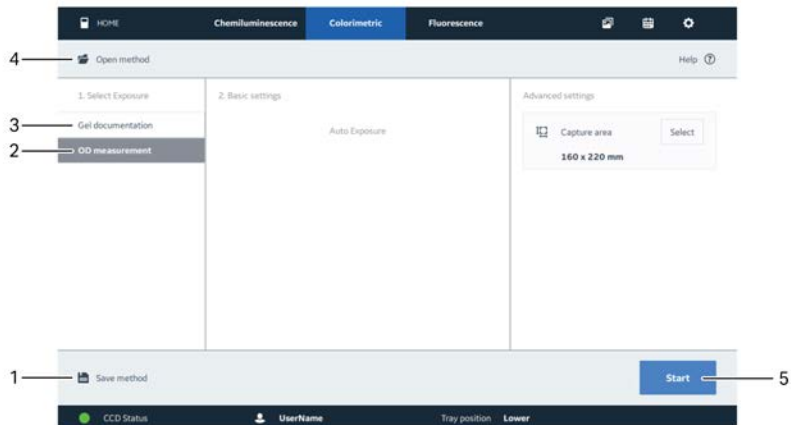 HOME Chemiluminescence Colorimetric Fluorescence
4 Open method Help ?
1. Select Exposure 2. Basic settings Advanced settings
3 Gel documentation Auto Exposure Capture area Select
2 OD measurement 160 x 220 mm
1 Save method Start 5
CCD Status UserName Tray position Lower